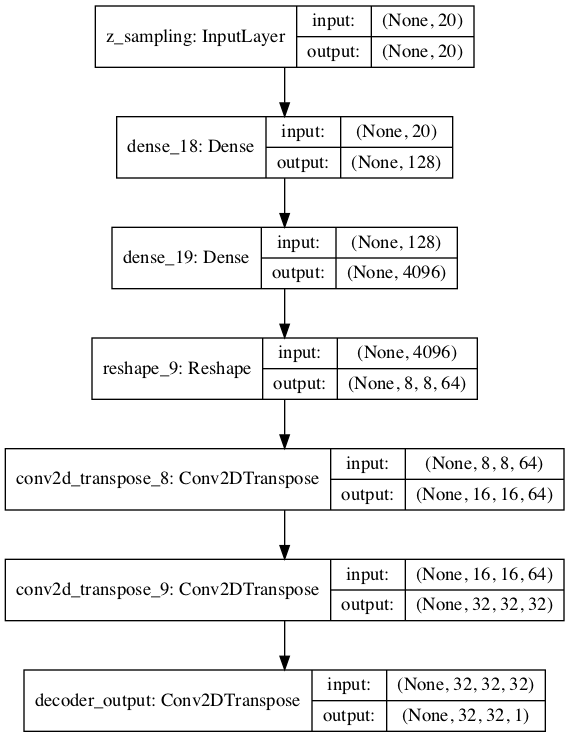 z_sampling: InputLayer
input: (None, 20)
output: (None, 20)
dense_18: Dense
input: (None, 20)
output: (None, 128)
dense_19: Dense
input: (None, 128)
output: (None, 4096)
reshape_9: Reshape
input: (None, 4096)
output: (None, 8, 8, 64)
conv2d_transpose_8: Conv2DTranspose
input: (None, 8, 8, 64)
output: (None, 16, 16, 64)
conv2d_transpose_9: Conv2DTranspose
input: (None, 16, 16, 64)
output: (None, 32, 32, 32)
decoder_output: Conv2DTranspose
input: (None, 32, 32, 32)
output: (None, 32, 32, 1)